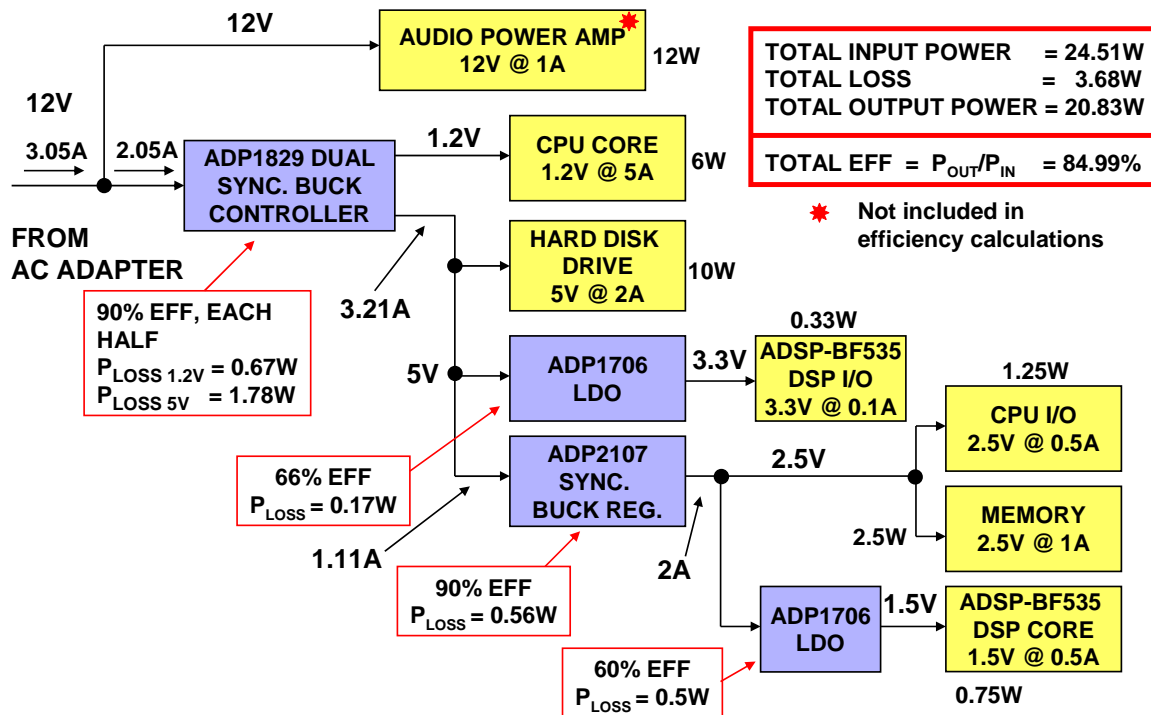 12V
AUDIO POWER AMP
12V @ 1A
12W
TOTAL INPUT POWER = 24.51W
TOTAL LOSS = 3.68W
TOTAL OUTPUT POWER = 20.83W
TOTAL EFF = POUT/PIN = 84.99%
Not included in
efficiency calculations
12V
3.05A
2.05A
FROM
AC ADAPTER
ADP1829 DUAL
SYNC. BUCK
CONTROLLER
1.2V
CPU CORE
1.2V @ 5A
6W
HARD DISK
DRIVE
5V @ 2A
10W
3.21A
90% EFF, EACH
HALF
PLOSS 1.2V = 0.67W
PLOSS 5V = 1.78W
5V
ADP1706
LDO
3.3V
0.33W
ADSP-BF535
DSP I/O
3.3V @ 0.1A
66% EFF
PLOSS = 0.17W
ADP2107
SYNC.
BUCK REG.
1.11A
90% EFF
PLOSS = 0.56W
2A
2.5V
1.25W
CPU I/O
2.5V @ 0.5A
2.5W
MEMORY
2.5V @ 1A
ADP1706
LDO
1.5V
ADSP-BF535
DSP CORE
1.5V @ 0.5A
0.75W
60% EFF
PLOSS = 0.5W